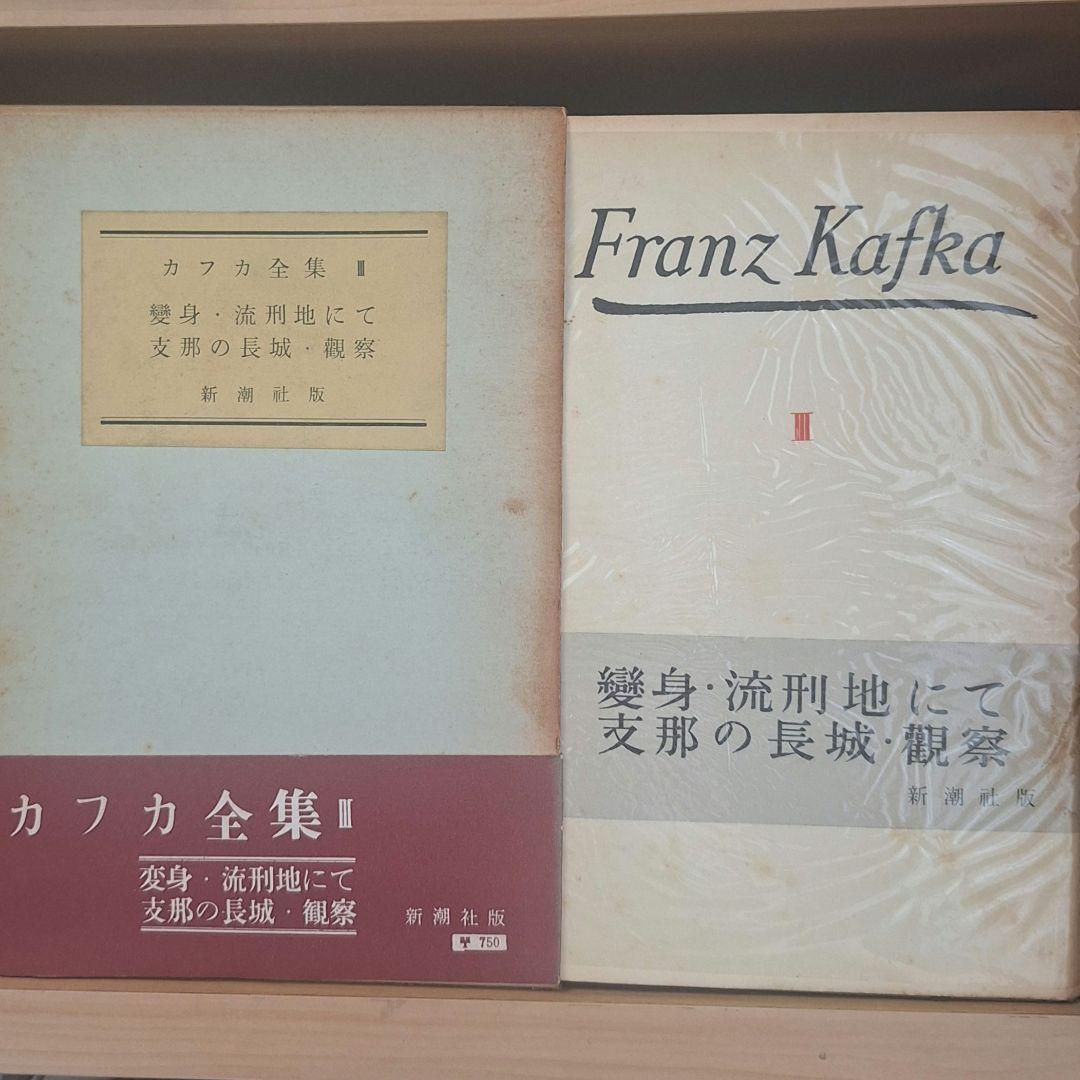 カフカ全集 Ⅲ
變身・流刑地にて
支那の長城・觀察
新潮社版
カフカ全集Ⅲ
変身・流刑地にて
支那の長城・観察
新潮社版
¥ 750
Franz Kafka
Ⅲ
變身・流刑地にて
支那の長城・觀察
新潮社版